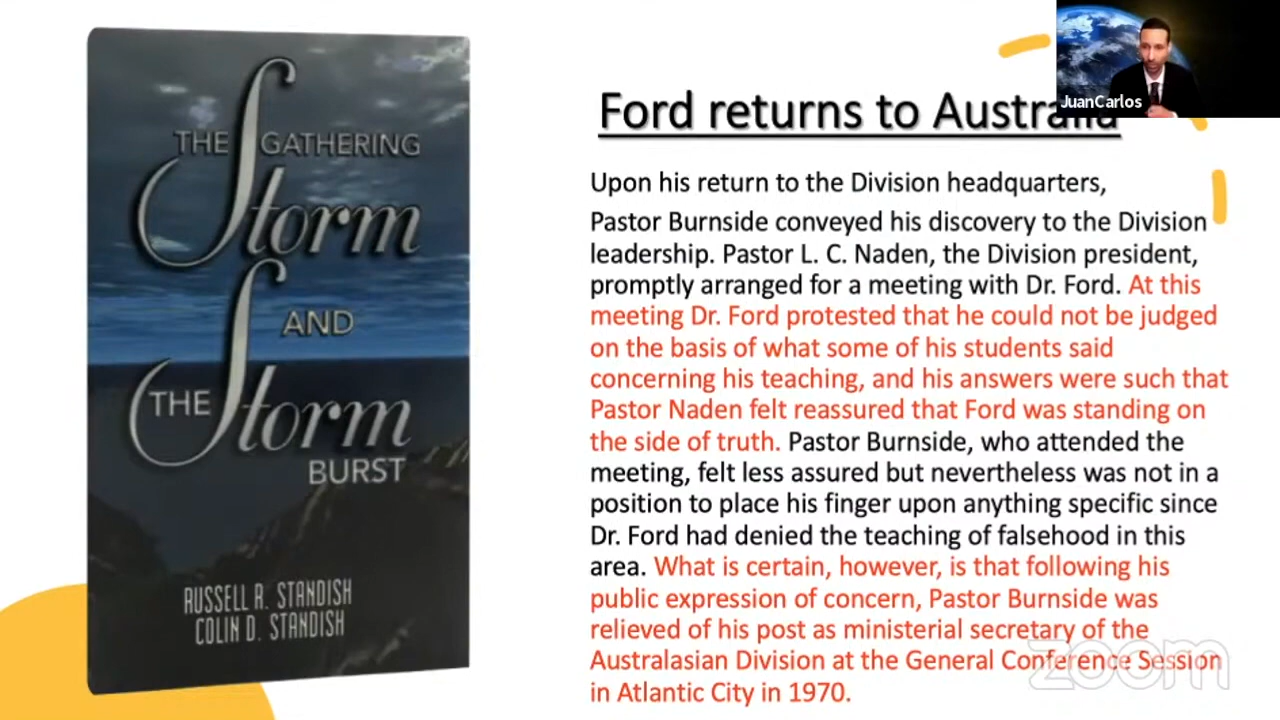 THE GATHERING
Storm
AND
THE Storm
BURST
RUSSELL R. STANDISH
COLIN D. STANDISH
JuanCarlos
Ford returns to Australia
Upon his return to the Division headquarters,
Pastor Burnside conveyed his discovery to the Division
leadership. Pastor L. C. Naden, the Division president,
promptly arranged for a meeting with Dr. Ford. At this
meeting Dr. Ford protested that he could not be judged
on the basis of what some of his students said
concerning his teaching, and his answers were such that
Pastor Naden felt reassured that Ford was standing on
the side of truth. Pastor Burnside, who attended the
meeting, felt less assured but nevertheless was not in a
position to place his finger upon anything specific since
Dr. Ford had denied the teaching of falsehood in this
area. What is certain, however, is that following his
public expression of concern, Pastor Burnside was
relieved of his post as ministerial secretary of the
Australasian Division at the General Conference Session
in Atlantic City in 1970.
zoom